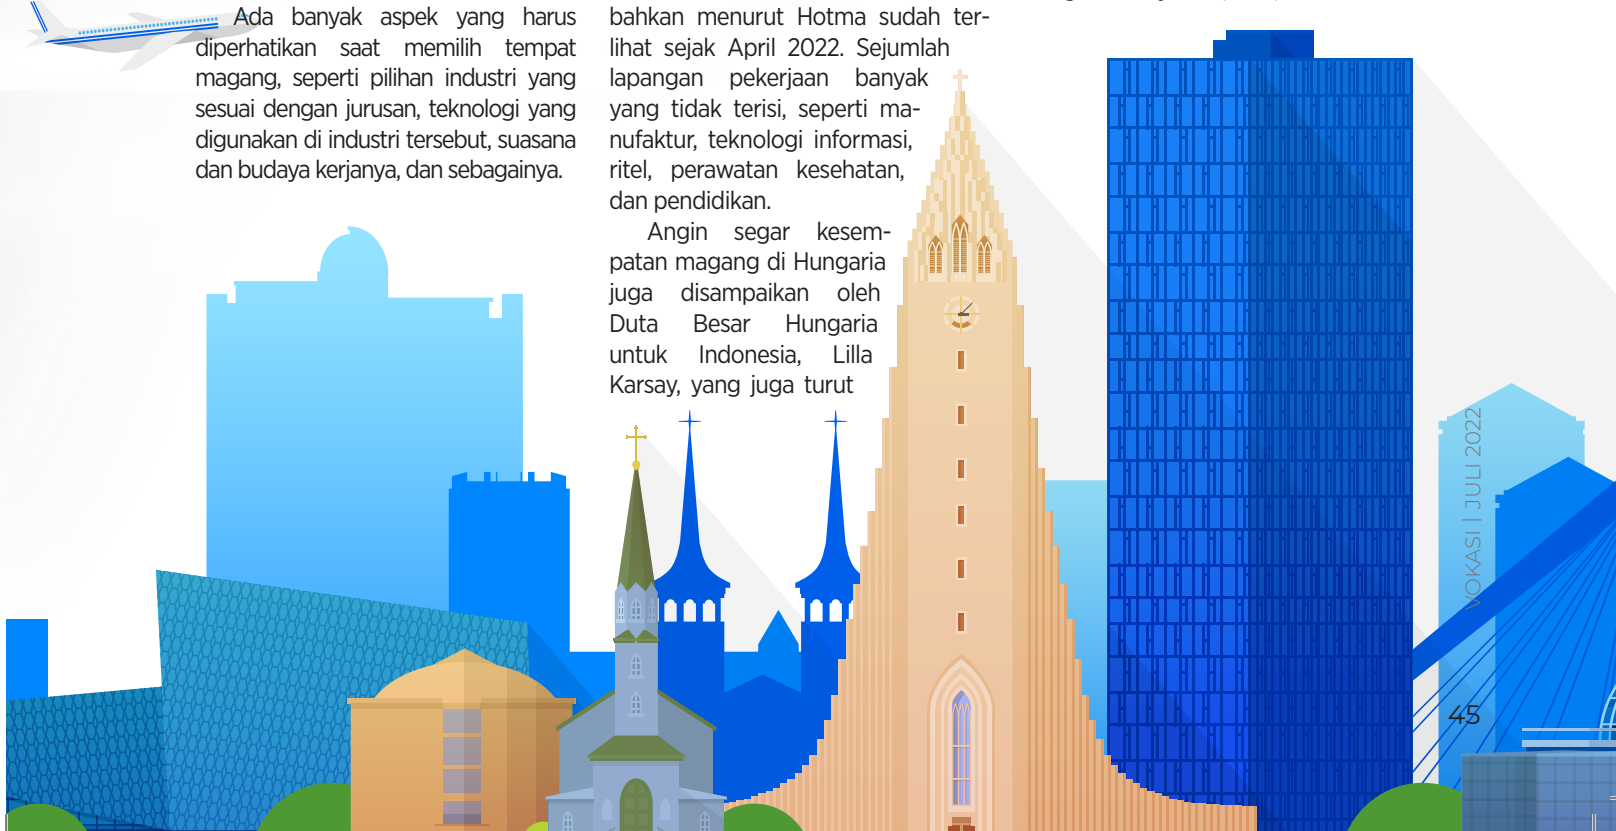 Ada banyak aspek yang harus
diperhatikan saat memilih tempat
magang, seperti pilihan industri yang
sesuai dengan jurusan, teknologi yang
digunakan di industri tersebut, suasana
dan budaya kerjanya, dan sebagainya.
bahkan menurut Hotma sudah ter-
lihat sejak April 2022. Sejumlah
lapangan pekerjaan banyak
yang tidak terisi, seperti ma-
nufaktur, teknologi informasi,
ritel, perawatan kesehatan,
dan pendidikan.
Angin segar kesem-
patan magang di Hungaria
juga disampaikan oleh
Duta Besar Hungaria
untuk Indonesia, Lilla
Karsay, yang juga turut
VOKASI | JULI 2022
45